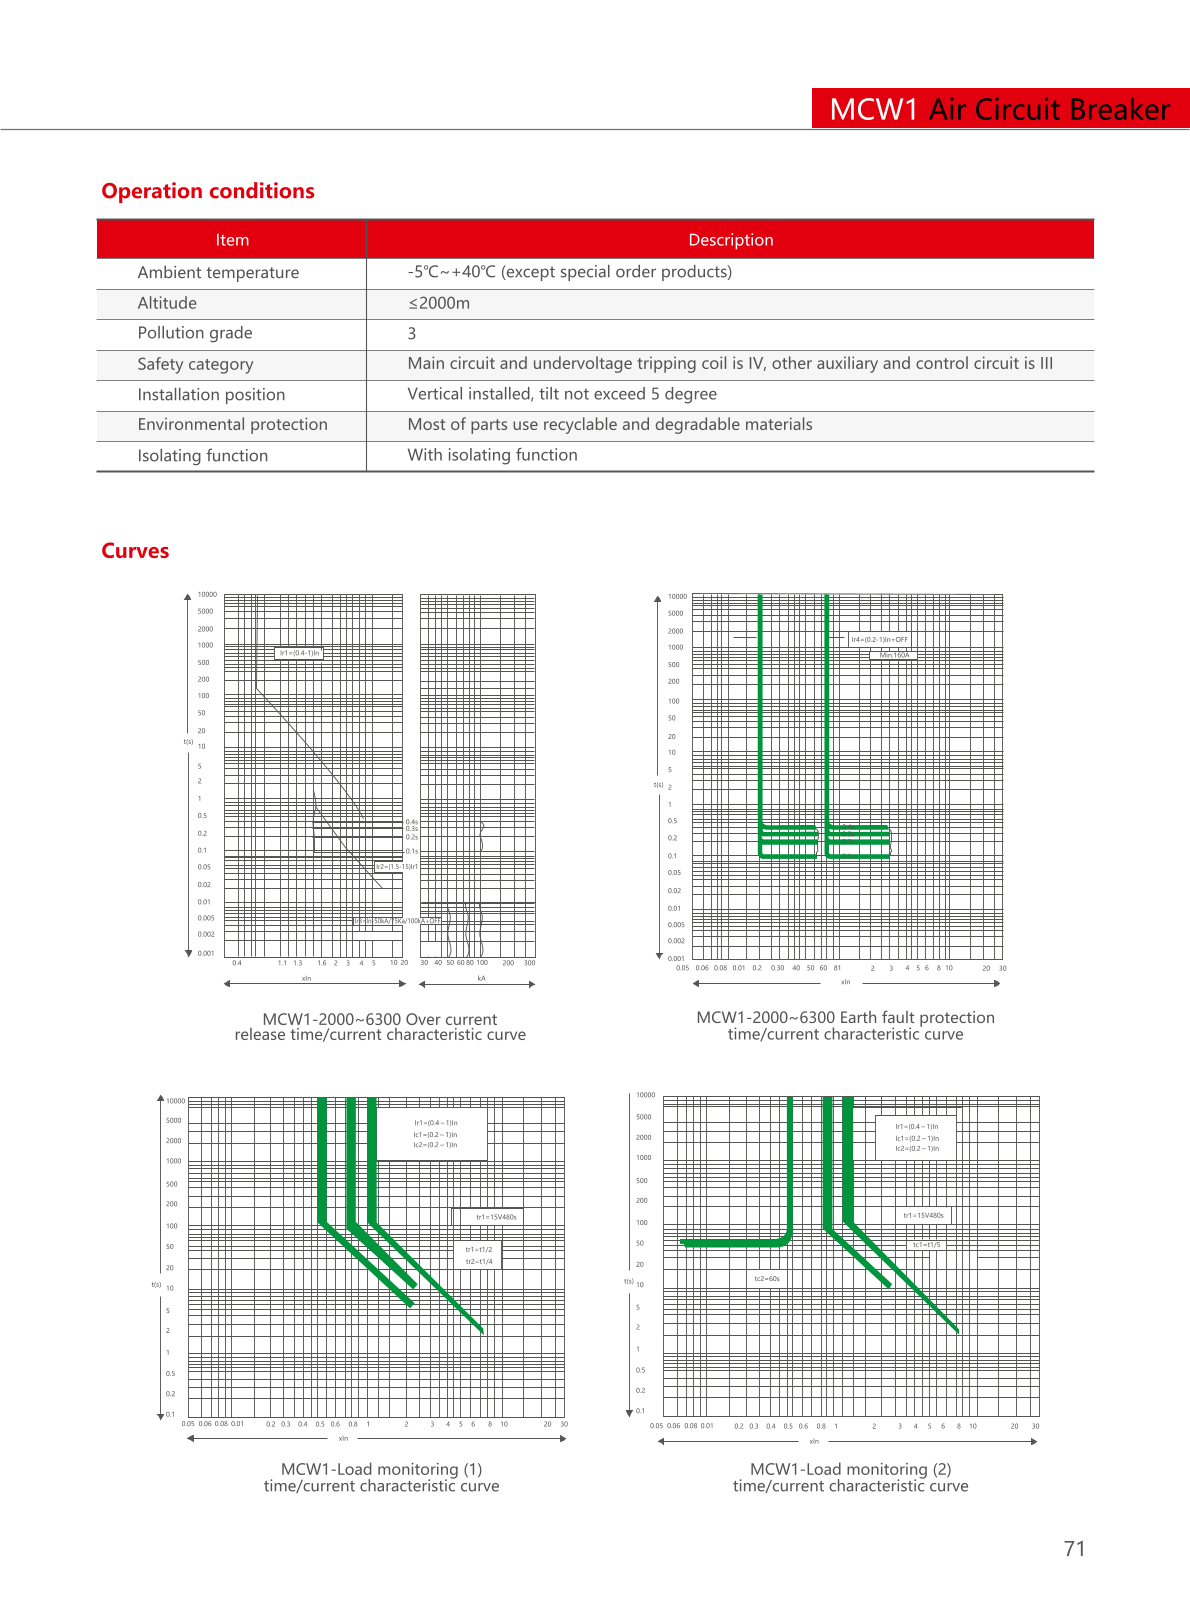 MCW1 Air Circuit Breaker
Operation conditions
Item Description
Ambient temperature -5℃~+40℃ (except special order products)
Altitude ≤2000m
Pollution grade 3
Safety category Main circuit and undervoltage tripping coil is IV, other auxiliary and control circuit is III
Installation position Vertical installed, tilt not exceed 5 degree
Environmental protection Most of parts use recyclable and degradable materials
Isolating function With isolating function
Curves
10000
5000
2000
1000
500
200
100
50
20
t(s)
10
5
2
1
0.5
0.2
0.1
0.05
0.02
0.01
0.005
0.002
0.001
Ir1=(0.4-1)In
0.4s
0.3s
0.2s
0.1s
Ir2=(1.5-15)Ir1
Ir3=In-50kA/75Ka/100kA+OFF
0.4 1.1 1.3 1.6 2 3 4 5 10 20 30 40 50 60 80 100 200 300
xIn kA
MCW1-2000~6300 Over current
release time/current characteristic curve
10000
5000
2000
1000
500
200
100
50
20
10
5
t(s) 2
1
0.5
0.2
0.1
0.05
0.02
0.01
0.005
0.002
0.001
Ir4=(0.2-1)In+OFF
Min:160A
0.05 0.06 0.08 0.01 0.2 0.30 40 50 60 81 2 3 4 5 6 8 10 20 30
xIn
MCW1-2000~6300 Earth fault protection
time/current characteristic curve
10000
5000
2000
1000
500
200
100
50
20
t(s) 10
5
2
1
0.5
0.2
0.1
Ir1=(0.4~1)In
Ic1=(0.2~1)In
Ic2=(0.2~1)In
tr1=15V480s
tr1=t1/2
tr2=t1/4
0.05 0.06 0.08 0.01 0.2 0.3 0.4 0.5 0.6 0.8 1 2 3 4 5 6 8 10 20 30
xIn
MCW1-Load monitoring (1)
time/current characteristic curve
10000
5000
2000
1000
500
200
100
50
20
t(s) 10
5
2
1
0.5
0.2
0.1
Ir1=(0.4~1)In
Ic1=(0.2~1)In
Ic2=(0.2~1)In
tr1=15V480s
tc1=t1/5
tc2=60s
0.05 0.06 0.08 0.01 0.2 0.3 0.4 0.5 0.6 0.8 1 2 3 4 5 6 8 10 20 30
xIn
MCW1-Load monitoring (2)
time/current characteristic curve
71